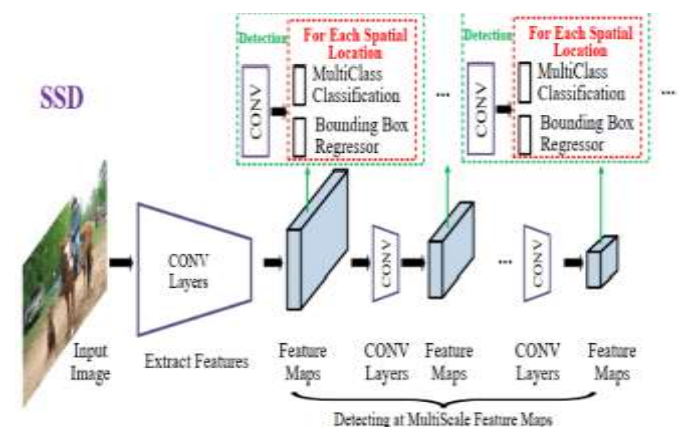 SSD
Detection
For Each Spatial
Location
CONV
MultiClass
Classification
Bounding Box
Regressor
...
Detection
For Each Spatial
Location
CONV
MultiClass
Classification
Bounding Box
Regressor
...
CONV
Layers
CONV
...
CONV
Input
Image
Extract Features
Feature
Maps
CONV
Layers
Feature
Maps
CONV
Layers
Feature
Maps
Detecting at MultiScale Feature Maps